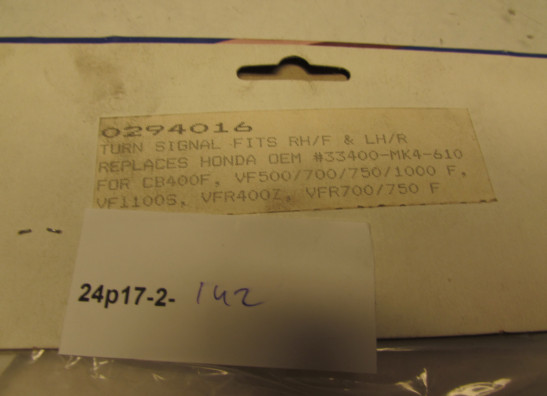 0294016
TURN SIGNAL FITS RH/F & LH/R
REPLACES HONDA OEM #33400-MK4-610
FOR CB400F, VF500/700/750/1000 F,
VF1100S, VFR400Z, VFR700/750 F
24p17-2- 142